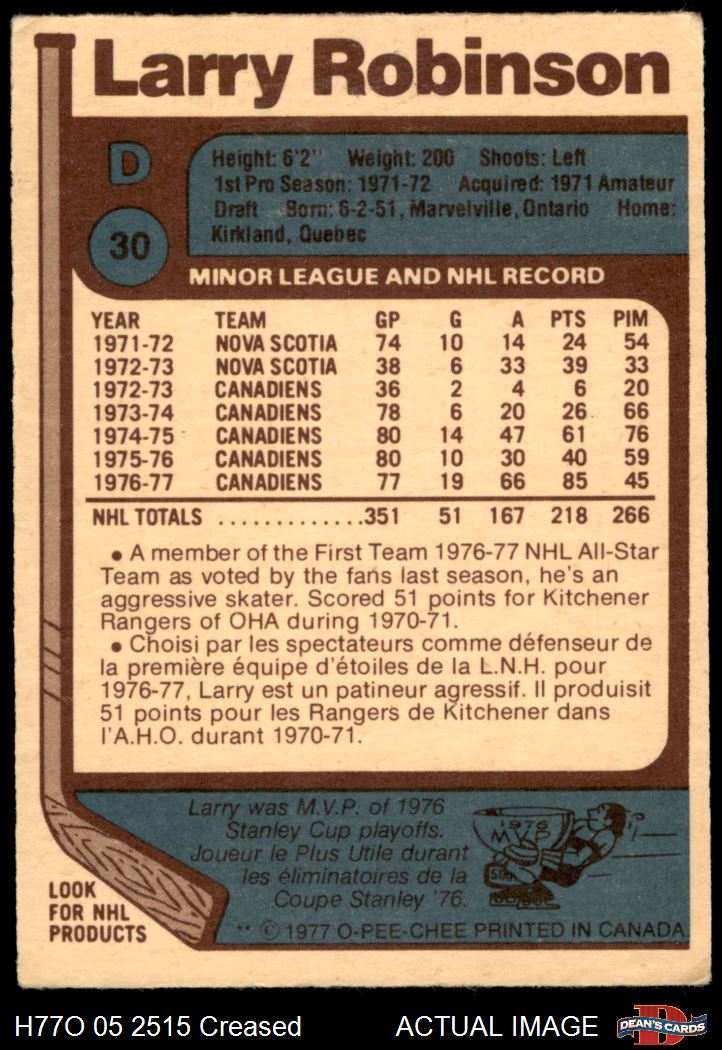 Larry Robinson
D
30
Height: 6'2" Weight: 200 Shoots: Left
1st Pro Season: 1971-72 Acquired: 1971 Amateur
Draft Born: 6-2-51, Marvelville, Ontario Home:
Kirkland, Quebec
MINOR LEAGUE AND NHL RECORD
YEAR TEAM GP G A PTS PIM
1971-72 NOVA SCOTIA 74 10 14 24 54
1972-73 NOVA SCOTIA 38 6 33 39 33
1972-73 CANADIENS 36 2 4 6 20
1973-74 CANADIENS 78 6 20 26 66
1974-75 CANADIENS 80 14 47 61 76
1975-76 CANADIENS 80 10 30 40 59
1976-77 CANADIENS 77 19 66 85 45
NHL TOTALS .............351 51 167 218 266
• A member of the First Team 1976-77 NHL All-Star
Team as voted by the fans last season, he's an
aggressive skater. Scored 51 points for Kitchener
Rangers of OHA during 1970-71.
• Choisi par les spectateurs comme défenseur de
la première équipe d'étoiles de la L.N.H. pour
1976-77, Larry est un patineur agressif. Il produisit
51 points pour les Rangers de Kitchener dans
l'A.H.O. durant 1970-71.
Larry was M.V.P. of 1976
Stanley Cup playoffs.
Joueur le Plus Utile durant
les éliminatoires de la
Coupe Stanley '76.
1976
MVP
LOOK
FOR NHL
PRODUCTS
** © 1977 O-PEE-CHEE PRINTED IN CANADA
H77O 05 2515 Creased
ACTUAL IMAGE
DEAN'S CARDS